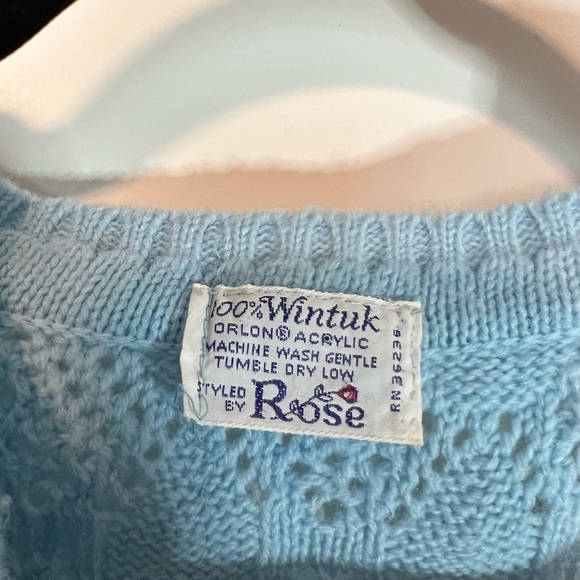 100% Wintuk
ORLON® ACRYLIC
MACHINE WASH GENTLE
TUMBLE DRY LOW
STYLED
BY Rose
RN 36236